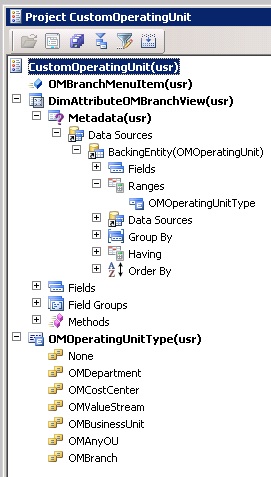 Project CustomOperatingUnit
CustomOperatingUnit(usr)
OMBranchMenuItem(usr)
DimAttributeOMBranchView(usr)
Metadata(usr)
Data Sources
BackingEntity(OMOperatingUnit)
Fields
Ranges
OMOperatingUnitType
Data Sources
Group By
Having
Order By
Fields
Field Groups
Methods
OMOperatingUnitType(usr)
None
OMDepartment
OMCostCenter
OMValueStream
OMBusinessUnit
OMAnyOU
OMBranch